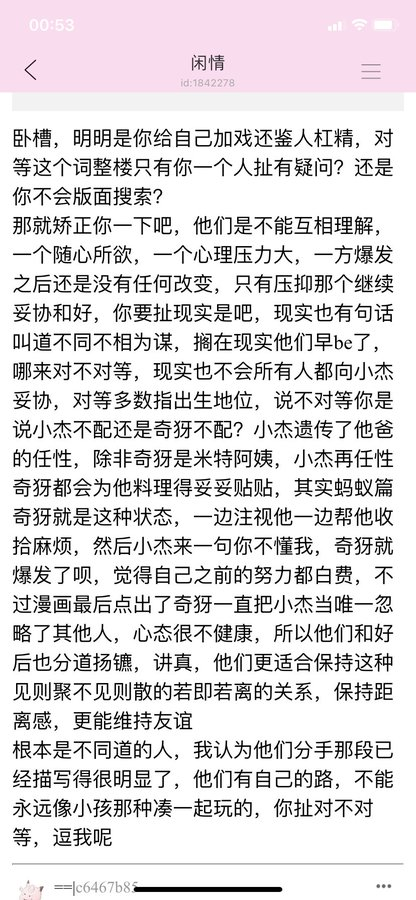 00:53
闲情
id:1842278
卧槽，明明是你给自己加戏还鉴人杠精，对
等这个词整楼只有你一个人扯有疑问？还是
你不会版面搜索？
那就矫正你一下吧，他们是不能互相理解，
一个随心所欲，一个心理压力大，一方爆发
之后还是没有任何改变，只有压抑那个继续
妥协和好，你要扯现实是吧，现实也有句话
叫道不同不相为谋，搁在现实他们早be了，
哪来对不对等，现实也不会所有人都向小杰
妥协，对等多数指出生地位，说不对等你是
说小杰不配还是奇犽不配？小杰遗传了他爸
的任性，除非奇犽是米特阿姨，小杰再任性
奇犽都会为他料理得妥妥贴贴，其实蚂蚁篇
奇犽就是这种状态，一边注视他一边帮他收
拾麻烦，然后小杰来一句你不懂我，奇犽就
爆发了呗，觉得自己之前的努力都白费，不
过漫画最后点出了奇犽一直把小杰当唯一忽
略了其他人，心态很不健康，所以他们和好
后也分道扬镳，讲真，他们更适合保持这种
见则聚不见则散的若即若离的关系，保持距
离感，更能维持友谊
根本是不同道的人，我认为他们分手那段已
经描写得很明显了，他们有自己的路，不能
永远像小孩那种凑一起玩的，你扯对不对
等，逗我呢
==|c6467b85